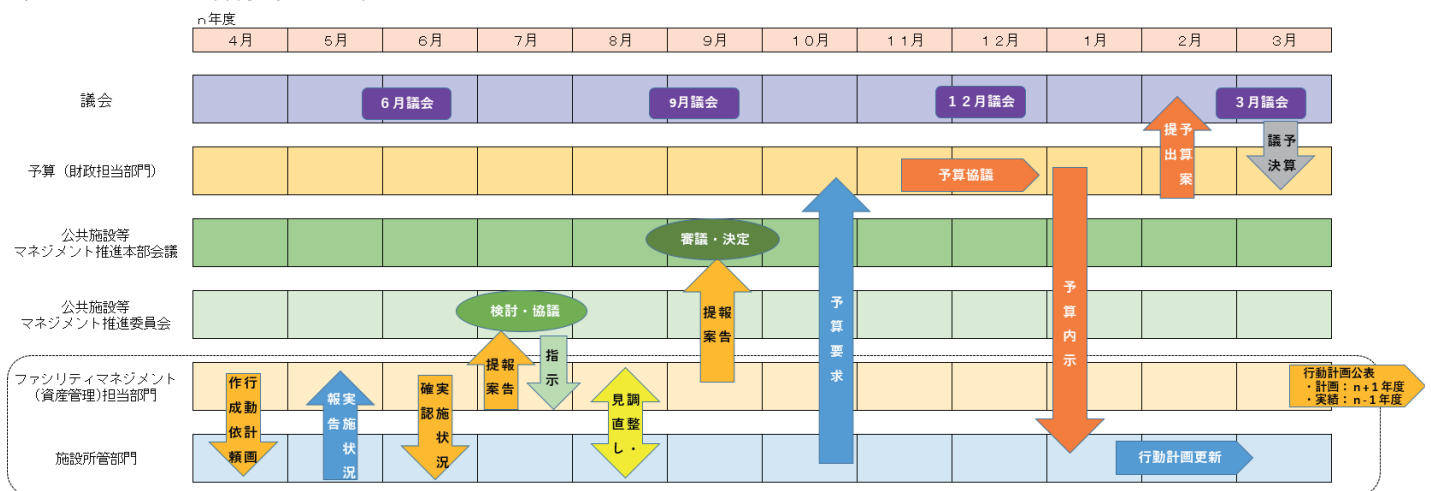 n年度
4月 5月 6月 7月 8月 9月 10月 11月 12月 1月 2月 3月
議会
6月議会 9月議会 12月議会 3月議会
予算（財政担当部門）
予算協議
予算案
提出
予算
議決
公共施設等
マネジメント推進本部会議
審議・決定
公共施設等
マネジメント推進委員会
検討・協議
指示
報告
提案
予算要求
予算内示
ファシリティマネジメント
（資産管理）担当部門
行動計画
作成依頼
実施状況
報告
実施状況
確認
報告
提案
調整・
見直し
行動計画公表
・計画：n+1年度
・実績：n-1年度
施設所管部門
行動計画更新